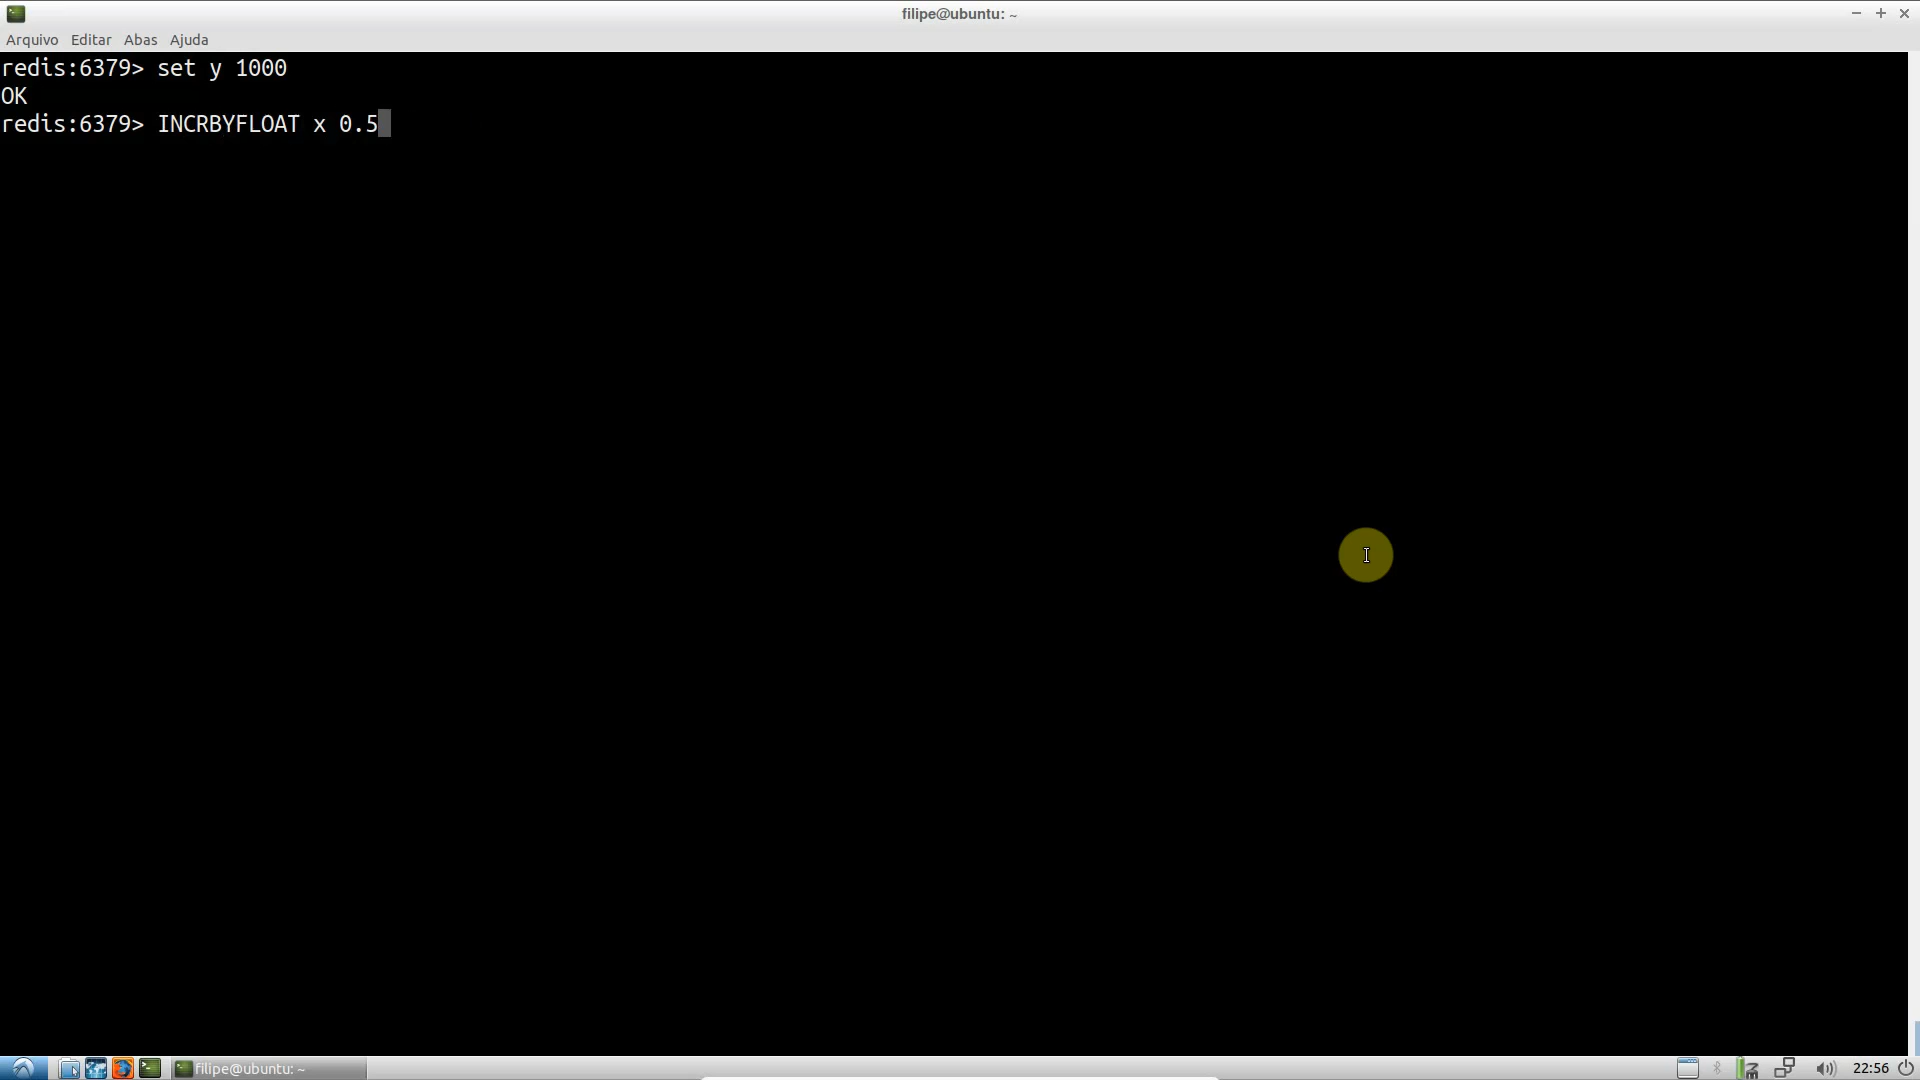 filipe@ubuntu: ~
Arquivo Editar Abas Ajuda
redis:6379> set y 1000
OK
redis:6379> INCRBYFLOAT x 0.5
filipe@ubuntu: ~
22:56